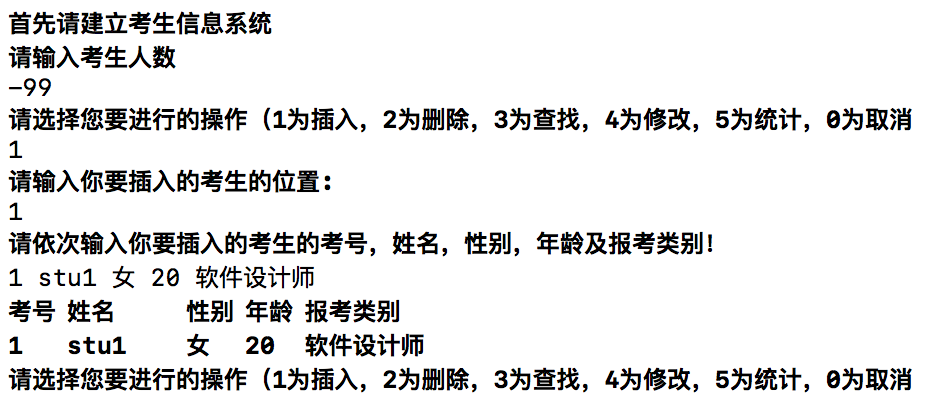 首先请建立考生信息系统
请输入考生人数
-99
请选择您要进行的操作（1为插入，2为删除，3为查找，4为修改，5为统计，0为取消
1
请输入你要插入的考生的位置：
1
请依次输入你要插入的考生的考号，姓名，性别，年龄及报考类别！
1 stu1 女 20 软件设计师
考号 姓名 性别 年龄 报考类别
1 stu1 女 20 软件设计师
请选择您要进行的操作（1为插入，2为删除，3为查找，4为修改，5为统计，0为取消